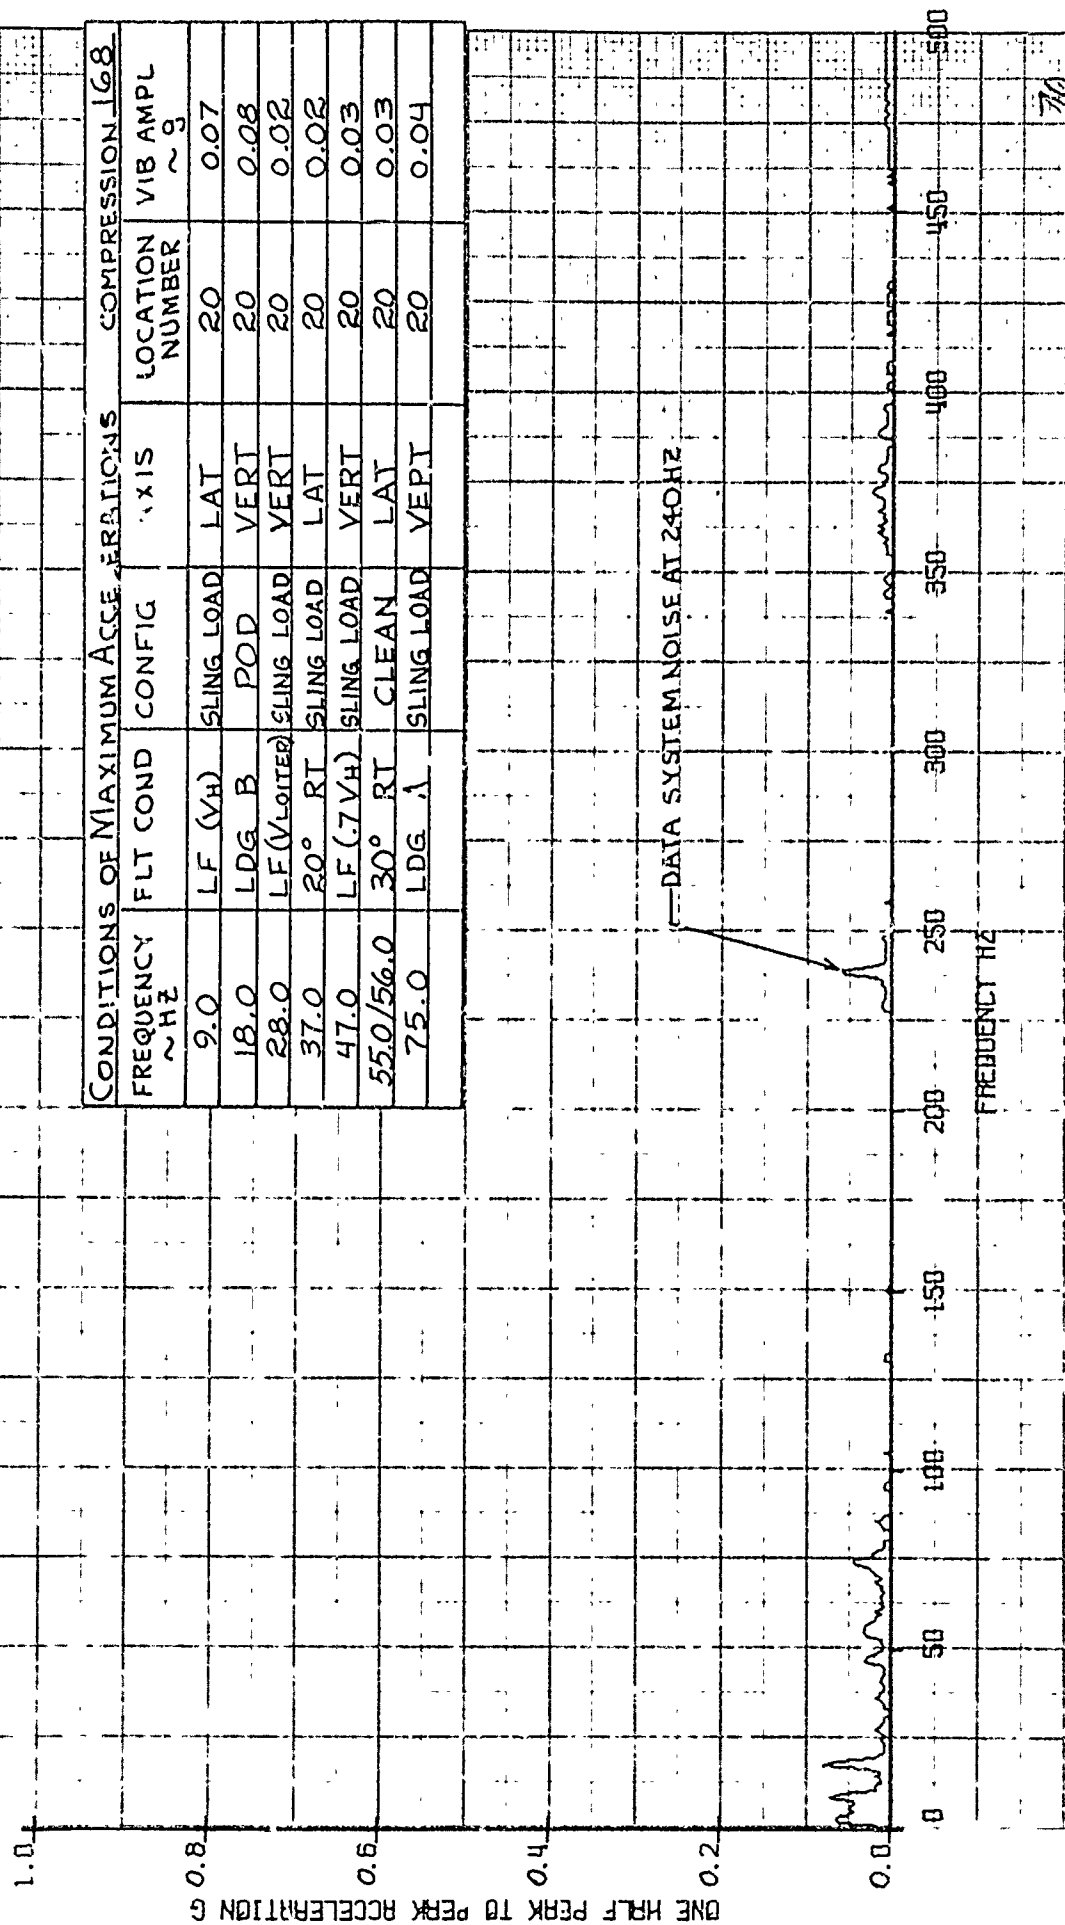 CONDITIONS OF MAXIMUM ACCE ERATIONS COMPRESSION 168
FREQUENCY ~HZ FLT COND CONFIG AXIS LOCATION NUMBER VIB AMPL ~g
9.0 LF (VH) SLING LOAD LAT 20 0.07
18.0 LDG B POD VERT 20 0.08
28.0 LF (VLOITER) SLING LOAD VERT 20 0.02
37.0 20° RT SLING LOAD LAT 20 0.02
47.0 LF (.7 VH) SLING LOAD VERT 20 0.03
55.0/56.0 30° RT CLEAN LAT 20 0.03
75.0 LDG A SLING LOAD VERT 20 0.04
DATA SYSTEM NOISE AT 240HZ
ONE HALF PEAK TO PEAK ACCELERATION G
1.0
0.8
0.6
0.4
0.2
0.0
0 50 100 150 200 250 300 350 400 450 500
FREQUENCY HZ